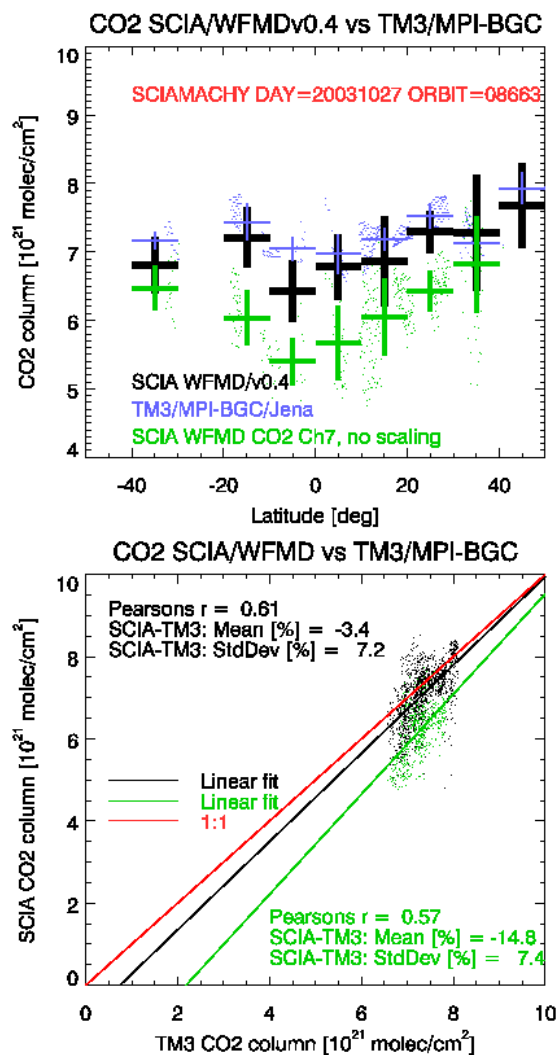 CO2 SCIA/WFMDv0.4 vs TM3/MPI-BGC
10
SCIAMACHY DAY=20031027 ORBIT=08663
9
8
7
6
5
4
CO2 column [10²¹ molec/cm²]
SCIA WFMD/v0.4
TM3/MPI-BGC/Jena
SCIA WFMD CO2 Ch7, no scaling
-40 -20 0 20 40
Latitude [deg]
CO2 SCIA/WFMD vs TM3/MPI-BGC
10
Pearsons r = 0.61
SCIA-TM3: Mean [%] = -3.4
SCIA-TM3: StdDev [%] = 7.2
8
6
4
2
0
SCIA CO2 column [10²¹ molec/cm²]
Linear fit
Linear fit
1:1
Pearsons r = 0.57
SCIA-TM3: Mean [%] = -14.8
SCIA-TM3: StdDev [%] = 7.4
0 2 4 6 8 10
TM3 CO2 column [10²¹ molec/cm²]